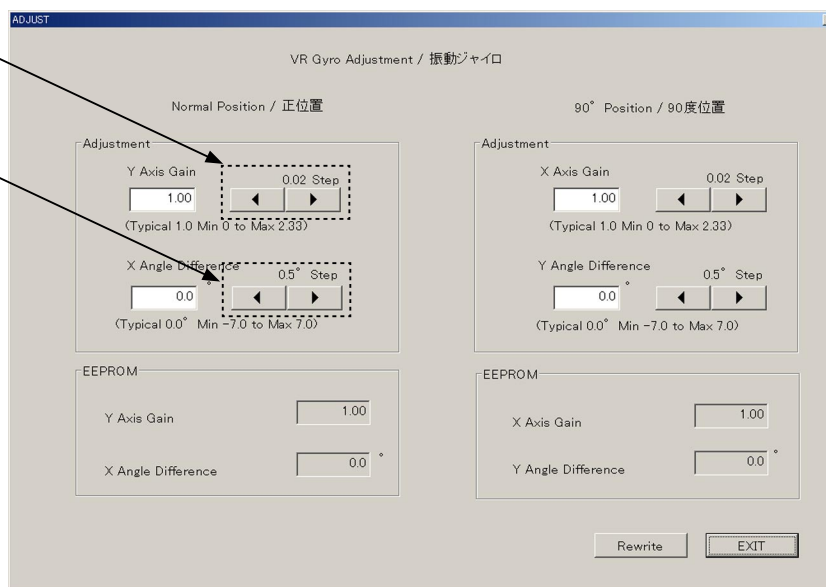 ADJUST
VR Gyro Adjustment / 振動ジャイロ
Normal Position / 正位置
Adjustment
Y Axis Gain
0.02 Step
1.00
(Typical 1.0 Min 0 to Max 2.33)
X Angle Difference
0.5° Step
0.0 °
(Typical 0.0° Min -7.0 to Max 7.0)
EEPROM
Y Axis Gain 1.00
X Angle Difference 0.0 °
90° Position / 90度位置
Adjustment
X Axis Gain
0.02 Step
1.00
(Typical 1.0 Min 0 to Max 2.33)
Y Angle Difference
0.5° Step
0.0 °
(Typical 0.0° Min -7.0 to Max 7.0)
EEPROM
X Axis Gain 1.00
Y Angle Difference 0.0 °
Rewrite EXIT